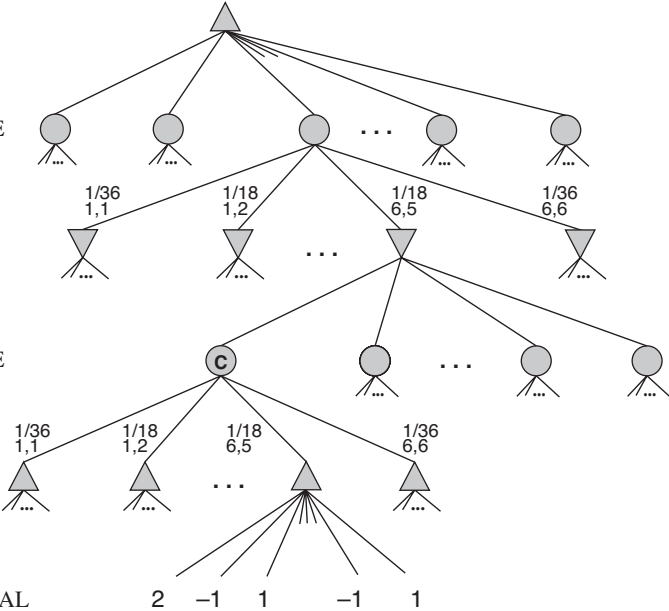 E
... ... ... ... ...
...
1/36 1/18 1/18 1/36
1,1 1,2 6,5 6,6
... ... ... ...
...
E C
... ... ... ...
1/36 1/18 1/18 1/36
1,1 1,2 6,5 6,6
... ... ... ...
AL 2 –1 1 –1 1